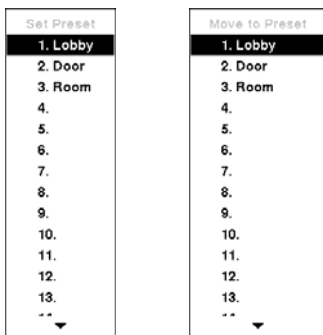 Set Preset
1. Lobby
2. Door
3. Room
4.
5.
6.
7.
8.
9.
10.
11.
12.
13.
Move to Preset
1. Lobby
2. Door
3. Room
4.
5.
6.
7.
8.
9.
10.
11.
12.
13.